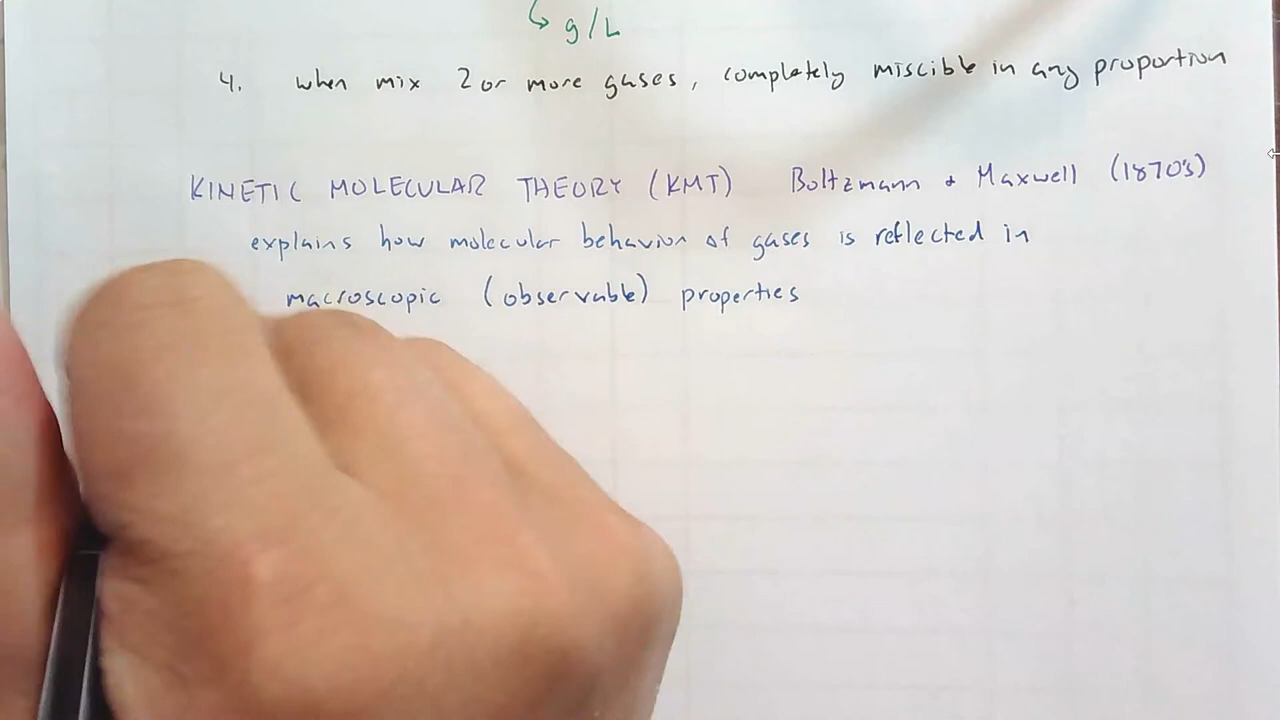 ↳ g/L
4. when mix 2 or more gases, completely miscible in any proportion
KINETIC MOLECULAR THEORY (KMT) Boltzmann + Maxwell (1870's)
explains how molecular behavior of gases is reflected in
macroscopic (observable) properties